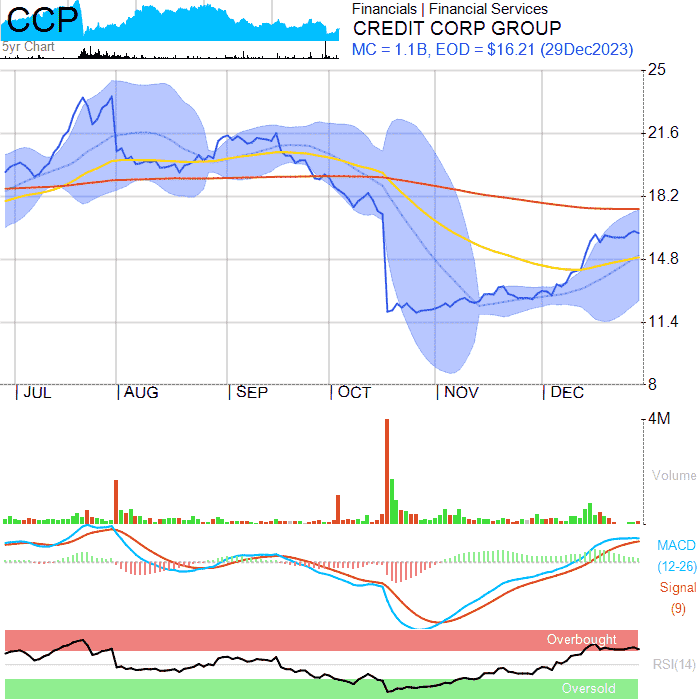 CCP
5yr Chart
Financials | Financial Services
CREDIT CORP GROUP
MC = 1.1B, EOD = $16.21 (29Dec2023)
25
21.6
18.2
14.8
11.4
8
JUL AUG SEP OCT NOV DEC
4M
Volume
MACD
(12-26)
Signal
(9)
Overbought
RSI(14)
Oversold